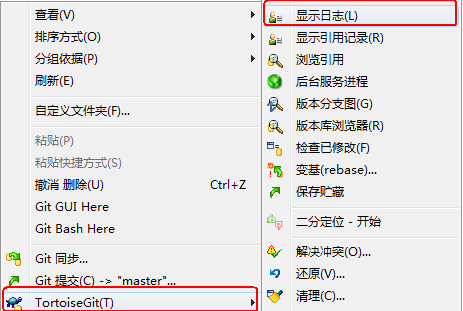 查看(V)
排序方式(O)
分组依据(P)
刷新(E)
自定义文件夹(F)...
粘贴(P)
粘贴快捷方式(S)
撤消 删除(U) Ctrl+Z
Git GUI Here
Git Bash Here
Git 同步...
Git 提交(C) -> "master"...
TortoiseGit(T)
显示日志(L)
显示引用记录(R)
浏览引用
后台服务进程
版本分支图(G)
版本库浏览器(R)
检查已修改(F)
变基(rebase)...
保存贮藏
二分定位 - 开始
解决冲突(O)...
还原(V)...
清理(C)...